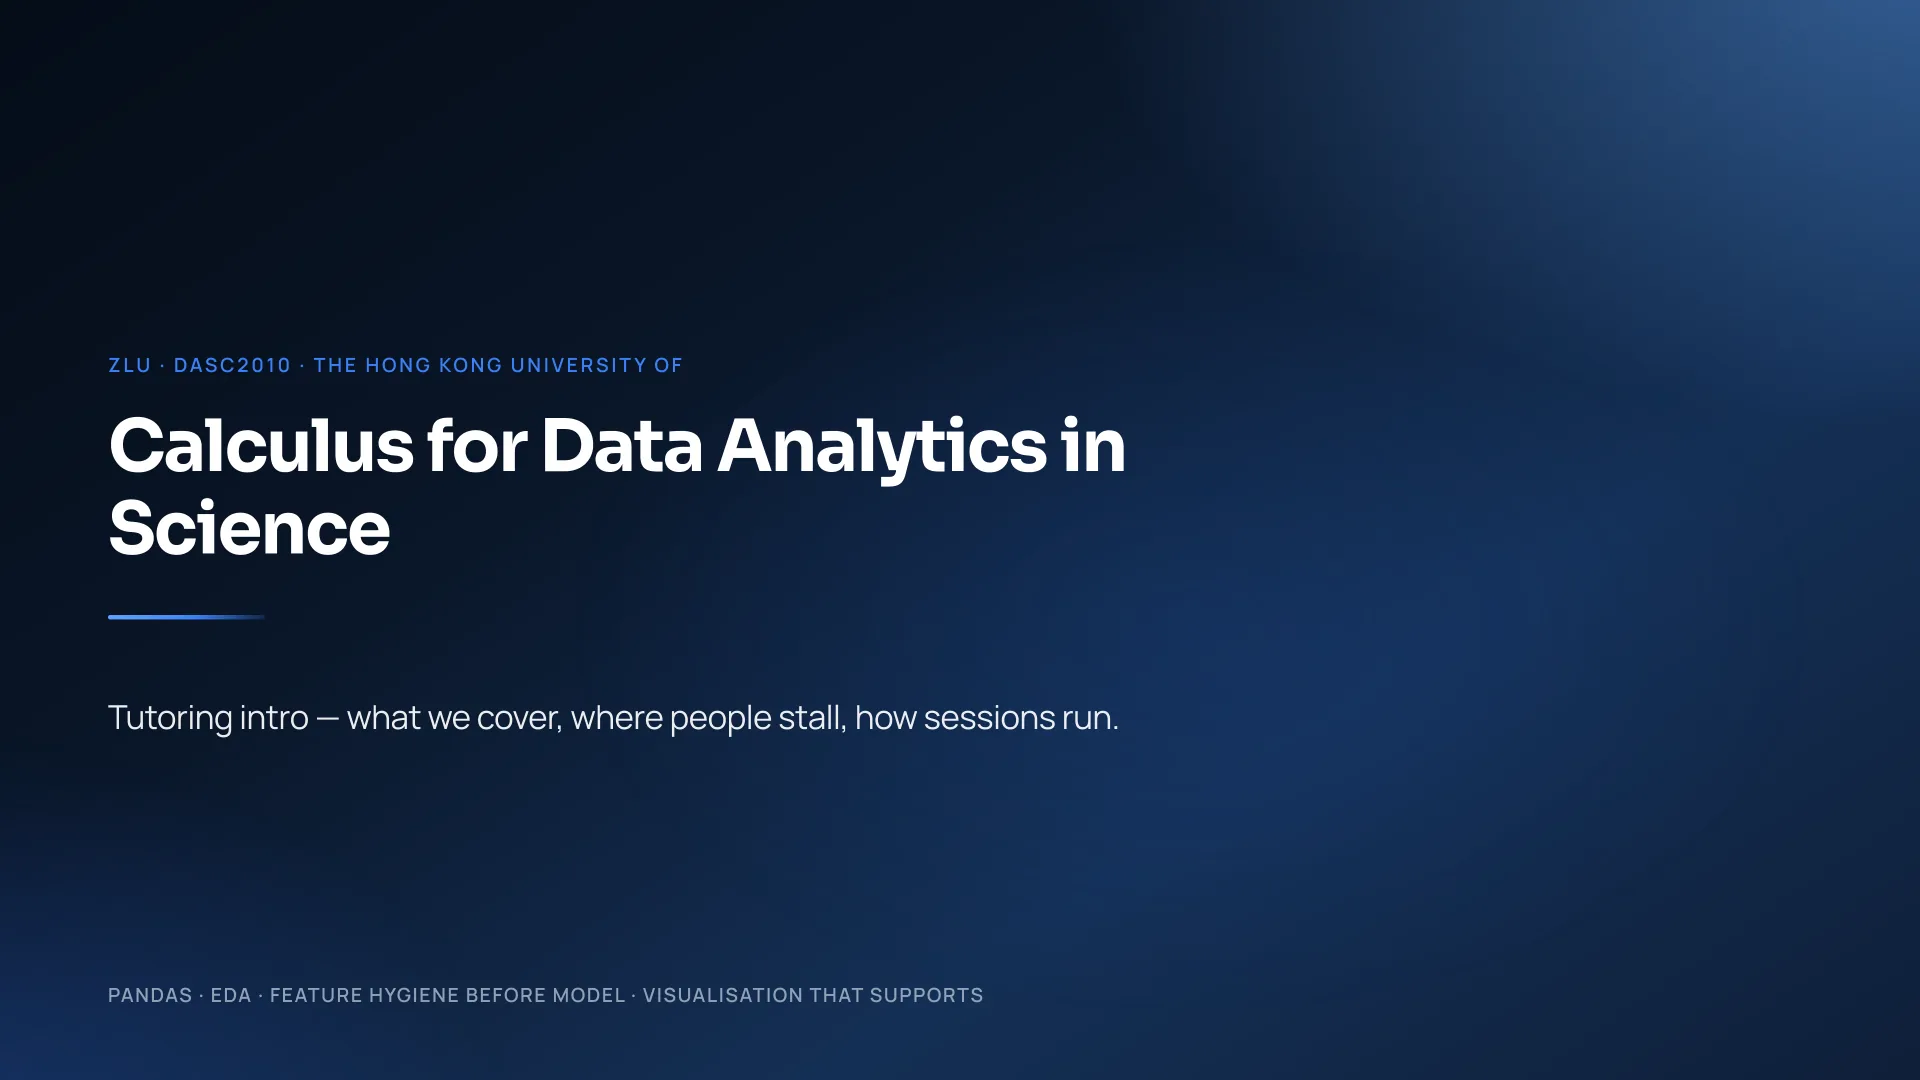 ZLU · DASC2010 · THE HONG KONG UNIVERSITY OF
Calculus for Data Analytics in
Science
Tutoring intro — what we cover, where people stall, how sessions run.
PANDAS · EDA · FEATURE HYGIENE BEFORE MODEL · VISUALISATION THAT SUPPORTS